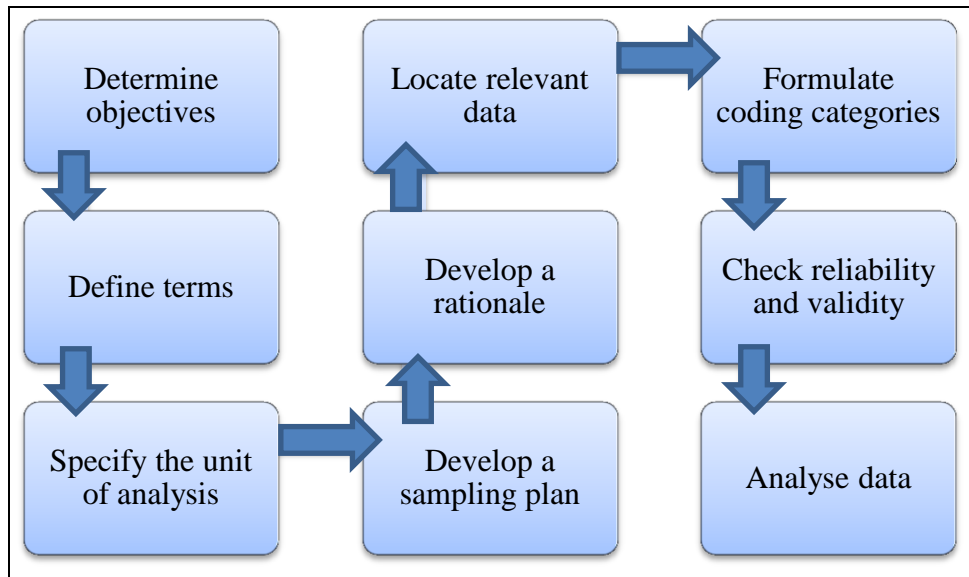 Determine
objectives
Define terms
Specify the unit
of analysis
Develop a
sampling plan
Develop a
rationale
Locate relevant
data
Formulate
coding categories
Check reliability
and validity
Analyse data